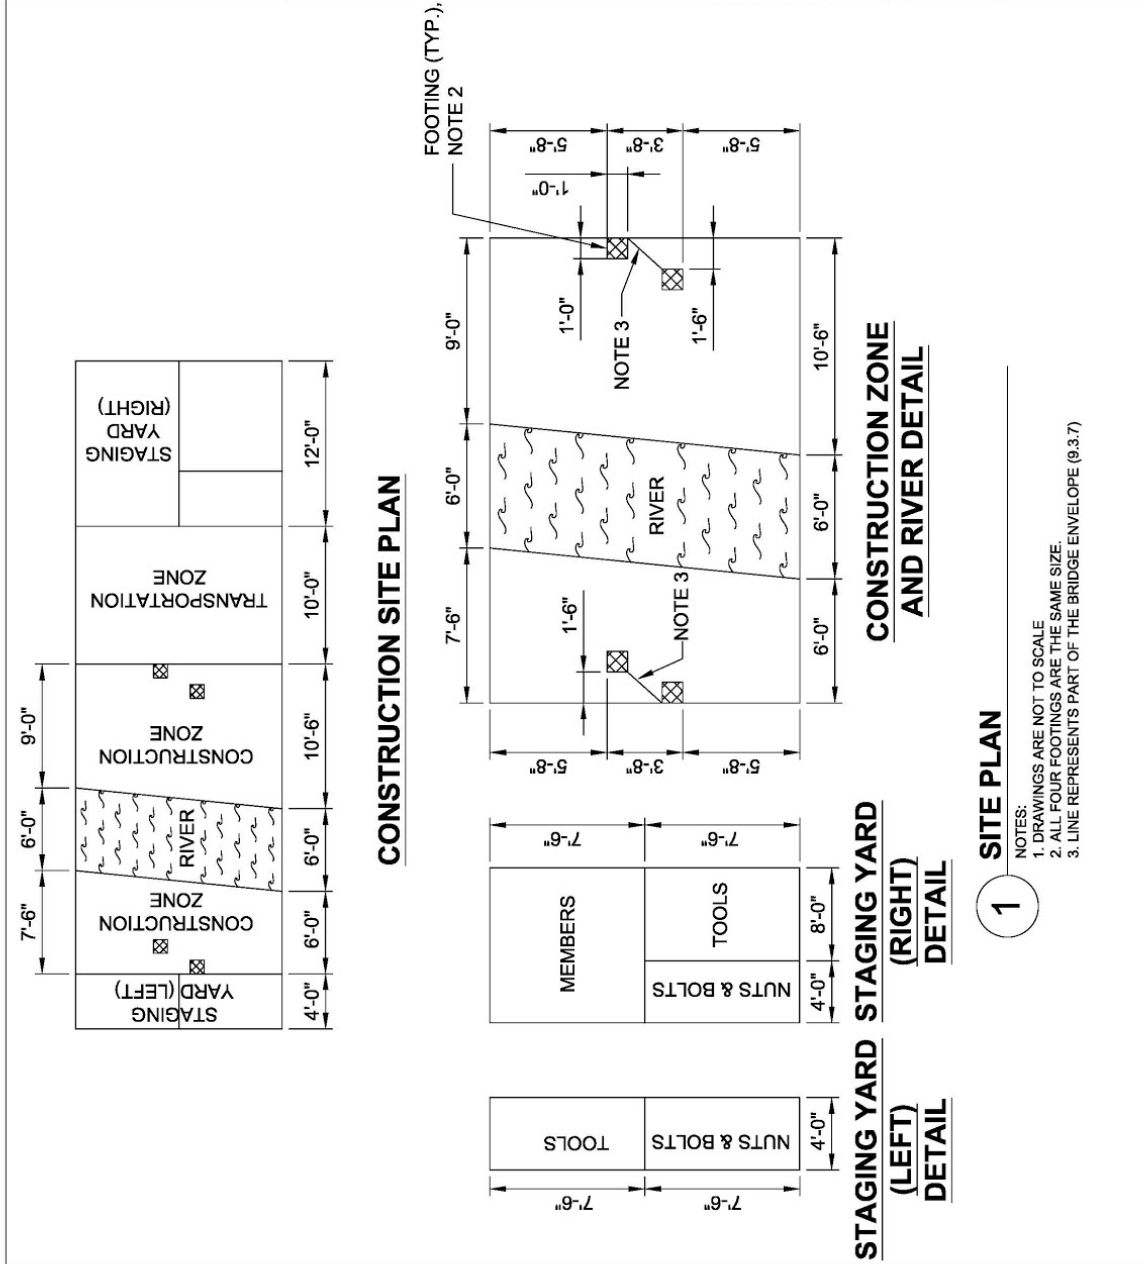 9'-0"
6'-0"
7'-6"
STAGING
YARD
(RIGHT)
TRANSPORTATION
ZONE
CONSTRUCTION
ZONE
RIVER
CONSTRUCTION
ZONE
STAGING
YARD (LEFT)
12'-0"
10'-0"
10'-6"
6'-0"
6'-0"
4'-0"
CONSTRUCTION SITE PLAN
FOOTING (TYP.),
NOTE 2
5'-8"
3'-8"
5'-8"
1'-0"
9'-0"
6'-0"
7'-6"
1'-0"
NOTE 3
1'-6"
RIVER
1'-6"
NOTE 3
10'-6"
6'-0"
6'-0"
5'-8"
3'-8"
5'-8"
CONSTRUCTION ZONE
AND RIVER DETAIL
7'-6"
7'-6"
MEMBERS
TOOLS
NUTS & BOLTS
8'-0"
4'-0"
STAGING YARD
(RIGHT)
DETAIL
TOOLS
NUTS & BOLTS
4'-0"
7'-6"
7'-6"
STAGING YARD
(LEFT)
DETAIL
1
SITE PLAN
NOTES:
1. DRAWINGS ARE NOT TO SCALE
2. ALL FOUR FOOTINGS ARE THE SAME SIZE.
3. LINE REPRESENTS PART OF THE BRIDGE ENVELOPE (9.3.7)